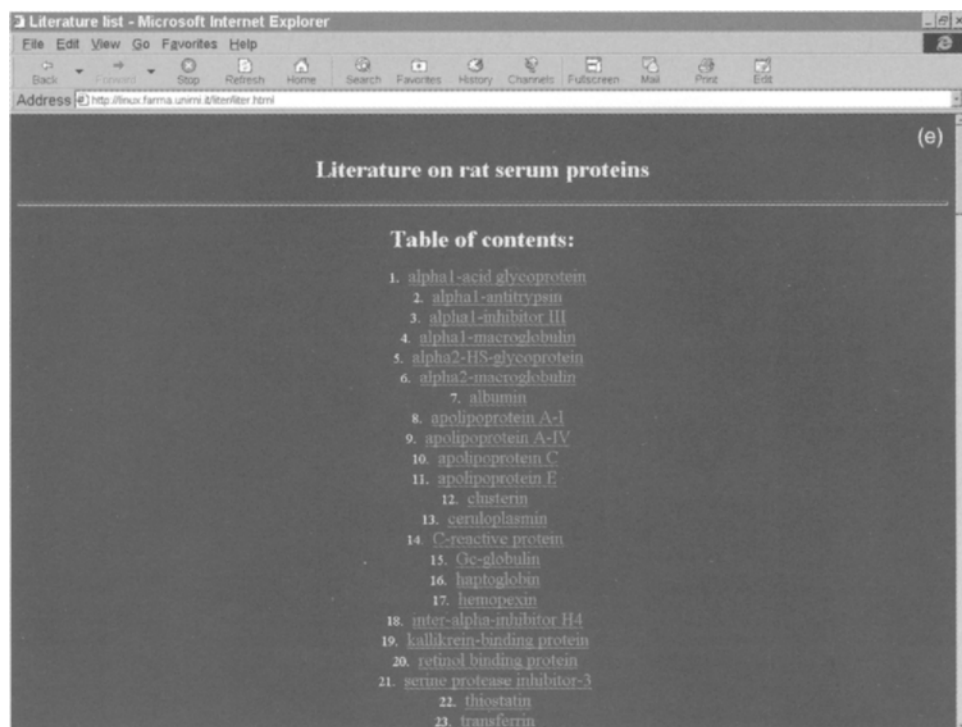 Literature list - Microsoft Internet Explorer
File Edit View Go Favorites Help
Back Forward Stop Refresh Home Search Favorites History Channels Fullscreen Mail Print Edit
Address http://linux.farma.unimi.it/liter/liter.html
(e)
Literature on rat serum proteins
Table of contents:
1. alpha1-acid glycoprotein
2. alpha1-antitrypsin
3. alpha1-inhibitor III
4. alpha1-macroglobulin
5. alpha2-HS-glycoprotein
6. alpha2-macroglobulin
7. albumin
8. apolipoprotein A-I
9. apolipoprotein A-IV
10. apolipoprotein C
11. apolipoprotein E
12. clusterin
13. ceruloplasmin
14. C-reactive protein
15. Gc-globulin
16. haptoglobin
17. hemopexin
18. inter-alpha-inhibitor H4
19. kallikrein-binding protein
20. retinol binding protein
21. serine protease inhibitor-3
22. thiostatin
23. transferrin